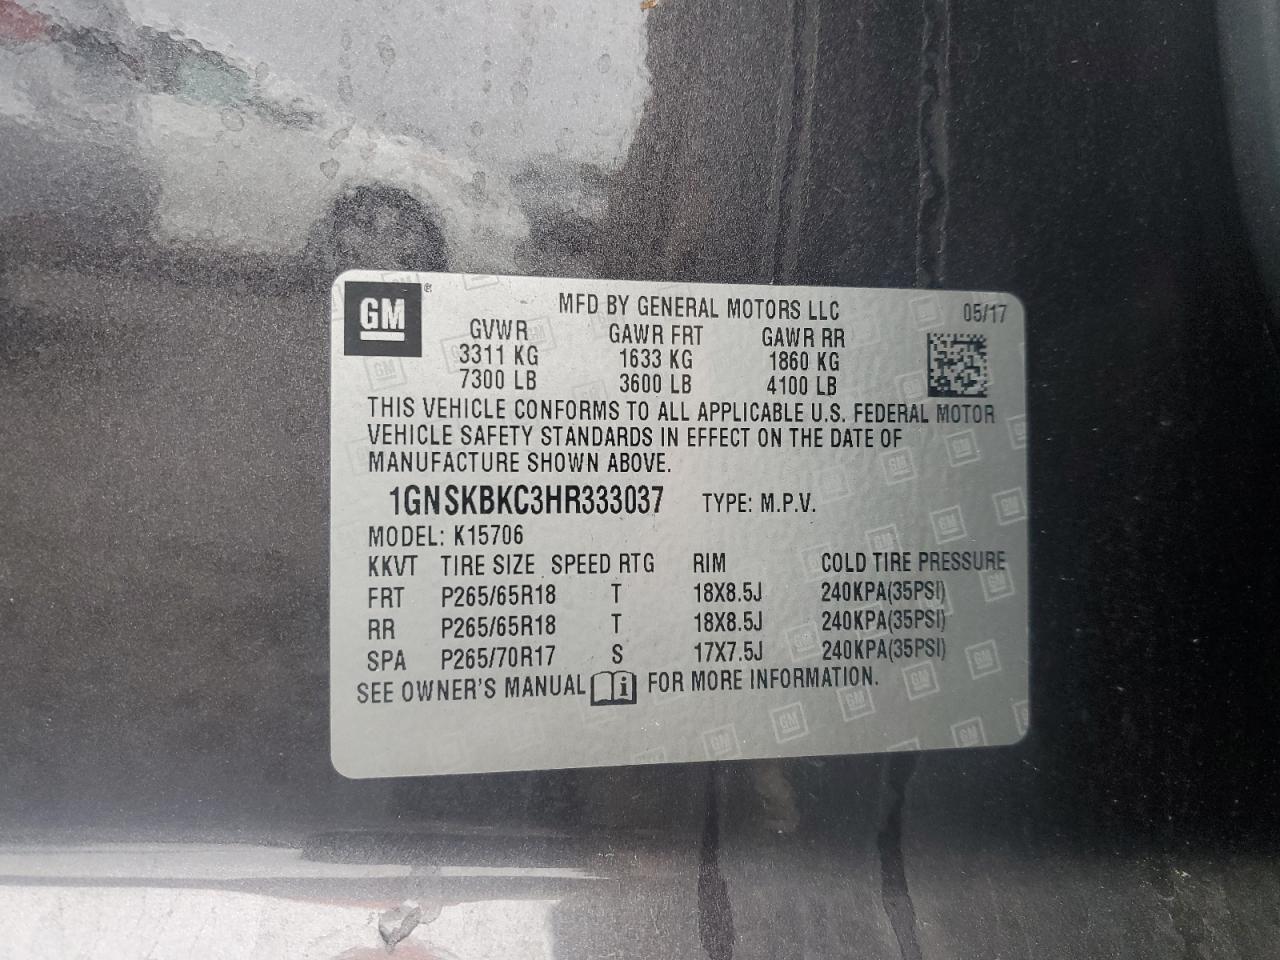 GM ® MFD BY GENERAL MOTORS LLC 05/17
GVWR GAWR FRT GAWR RR
3311 KG 1633 KG 1860 KG
7300 LB 3600 LB 4100 LB
THIS VEHICLE CONFORMS TO ALL APPLICABLE U.S. FEDERAL MOTOR
VEHICLE SAFETY STANDARDS IN EFFECT ON THE DATE OF
MANUFACTURE SHOWN ABOVE.
1GNSKBKC3HR333037 TYPE: M.P.V.
MODEL: K15706
KKVT TIRE SIZE SPEED RTG RIM COLD TIRE PRESSURE
FRT P265/65R18 T 18X8.5J 240KPA(35PSI)
RR P265/65R18 T 18X8.5J 240KPA(35PSI)
SPA P265/70R17 S 17X7.5J 240KPA(35PSI)
SEE OWNER'S MANUAL i FOR MORE INFORMATION.